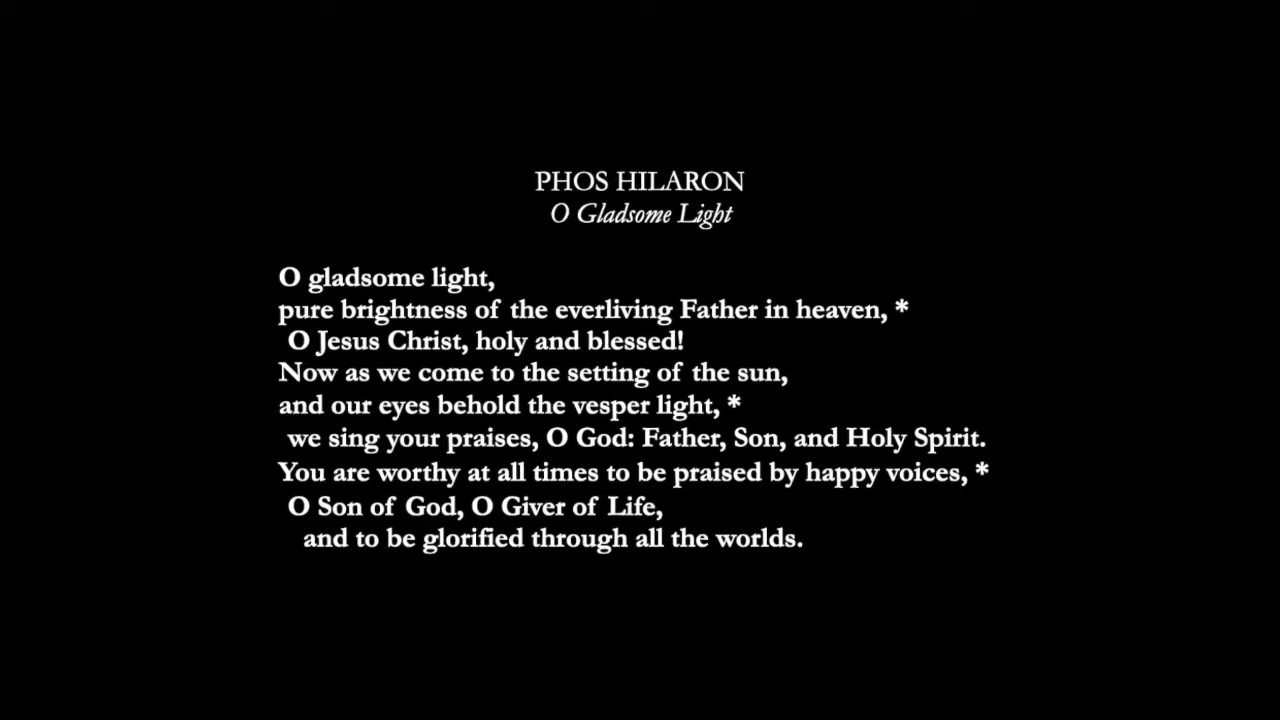 PHOS HILARON
O Gladsome Light
O gladsome light,
pure brightness of the everliving Father in heaven, *
O Jesus Christ, holy and blessed!
Now as we come to the setting of the sun,
and our eyes behold the vesper light, *
we sing your praises, O God: Father, Son, and Holy Spirit.
You are worthy at all times to be praised by happy voices, *
O Son of God, O Giver of Life,
and to be glorified through all the worlds.